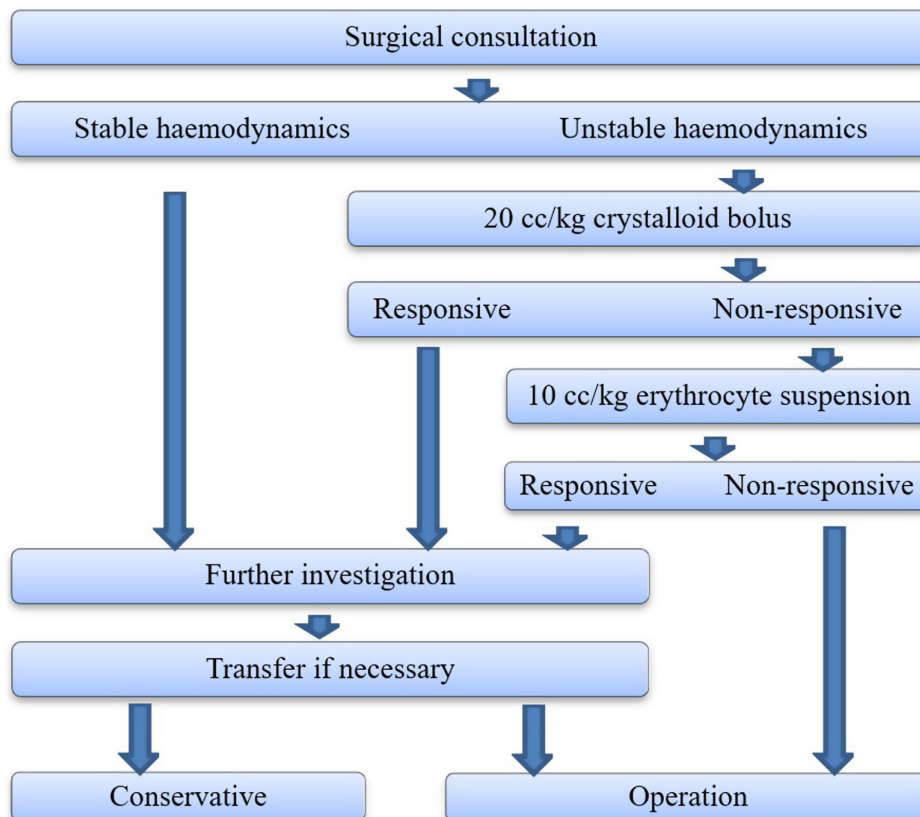 Surgical consultation
Stable haemodynamics
Unstable haemodynamics
20 cc/kg crystalloid bolus
Responsive
Non-responsive
10 cc/kg erythrocyte suspension
Responsive
Non-responsive
Further investigation
Transfer if necessary
Conservative
Operation